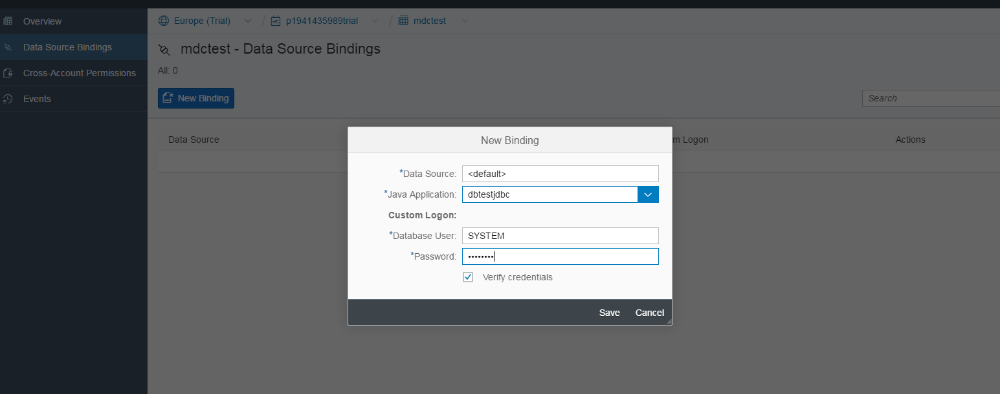 Overview
Data Source Bindings
Cross-Account Permissions
Events
Europe (Trial) / p1941435989trial / mdctest
mdctest - Data Source Bindings
All: 0
New Binding
Search
Data Source
m Logon
Actions
New Binding
*Data Source: <default>
*Java Application: dbtestjdbc
Custom Logon:
*Database User: SYSTEM
*Password: ••••••••
Verify credentials
Save Cancel